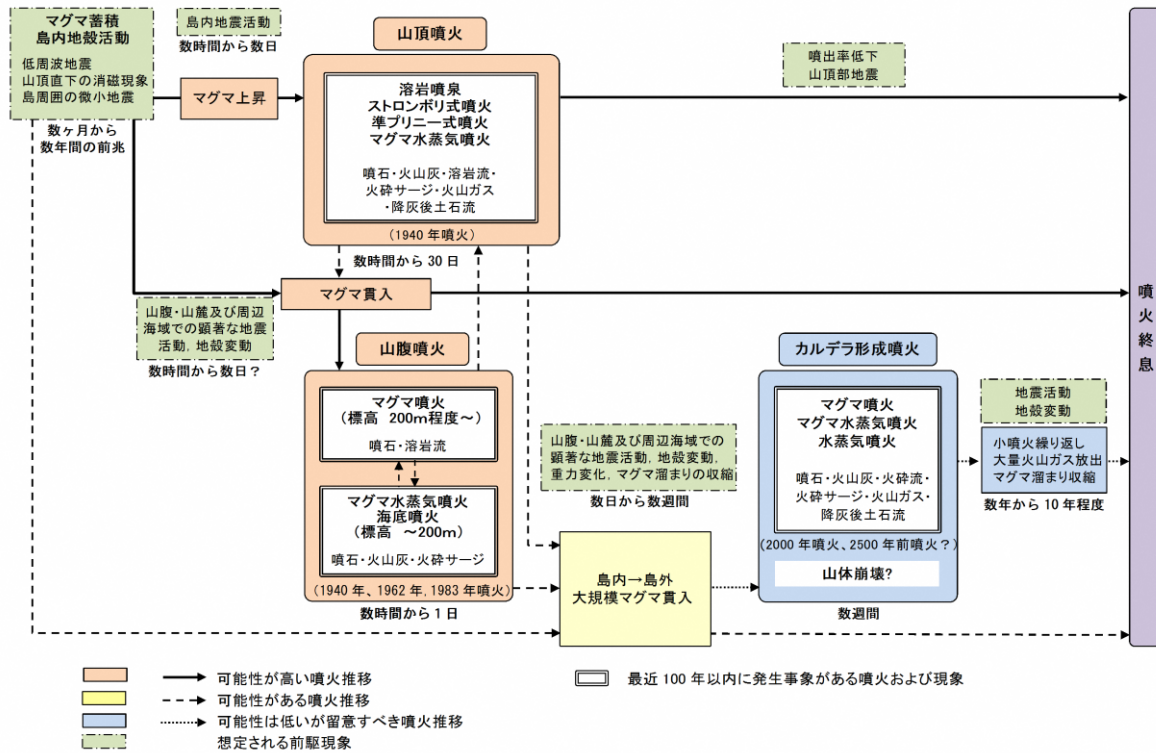 マグマ蓄積
島内地殻活動
低周波地震
山頂直下の消磁現象
島周囲の微小地震
数ヶ月から
数年間の前兆
島内地震活動
数時間から数日
マグマ上昇
山頂噴火
溶岩噴泉
ストロンボリ式噴火
準プリニー式噴火
マグマ水蒸気噴火
噴石・火山灰・溶岩流・
火砕サージ・火山ガス
・降灰後土石流
(1940 年噴火)
噴出率低下
山頂部地震
数時間から 30 日
マグマ貫入
山腹・山麓及び周辺
海域での顕著な地震
活動, 地殻変動
数時間から数日？
山腹噴火
マグマ噴火
(標高 200m程度～)
噴石・溶岩流
マグマ水蒸気噴火
海底噴火
(標高 ～200m)
噴石・火山灰・火砕サージ
(1940 年、1962 年, 1983 年噴火)
数時間から 1 日
山腹・山麓及び周辺海域での
顕著な地震活動, 地殻変動,
重力変化, マグマ溜まりの収縮
数日から数週間
島内→島外
大規模マグマ貫入
カルデラ形成噴火
マグマ噴火
マグマ水蒸気噴火
水蒸気噴火
噴石・火山灰・火砕流・
火砕サージ・火山ガス・
降灰後土石流
(2000 年噴火、2500 年前噴火？)
山体崩壊?
数週間
地震活動
地殻変動
小噴火繰り返し
大量火山ガス放出
マグマ溜まり収縮
数年から 10 年程度
噴火終息
可能性が高い噴火推移
可能性がある噴火推移
可能性は低いが留意すべき噴火推移
想定される前駆現象
最近 100 年以内に発生事象がある噴火および現象